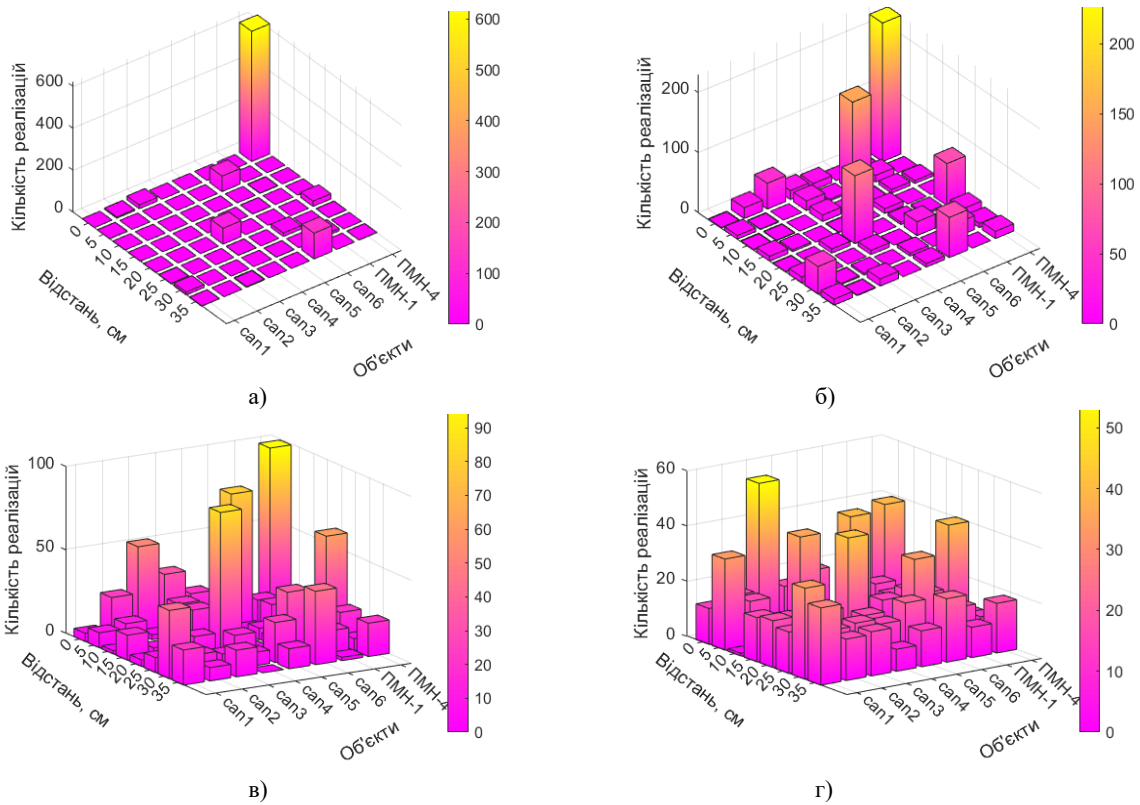 600
400
200
0
Кількість реалізацій
0
5
10
15
20
25
30
35
Відстань, см
can1
can2
can3
can4
can5
can6
ПМН-1
ПМН-4
Об'єкти
600
500
400
300
200
100
0
а)
200
100
0
Кількість реалізацій
0
5
10
15
20
25
30
35
Відстань, см
can1
can2
can3
can4
can5
can6
ПМН-1
ПМН-4
Об'єкти
200
150
100
50
0
б)
100
50
0
Кількість реалізацій
0
5
10
15
20
25
30
35
Відстань, см
can1
can2
can3
can4
can5
can6
ПМН-1
ПМН-4
Об'єкти
90
80
70
60
50
40
30
20
10
0
в)
60
40
20
0
Кількість реалізацій
0
5
10
15
20
25
30
35
Відстань, см
can1
can2
can3
can4
can5
can6
ПМН-1
ПМН-4
Об'єкти
50
40
30
20
10
0
г)